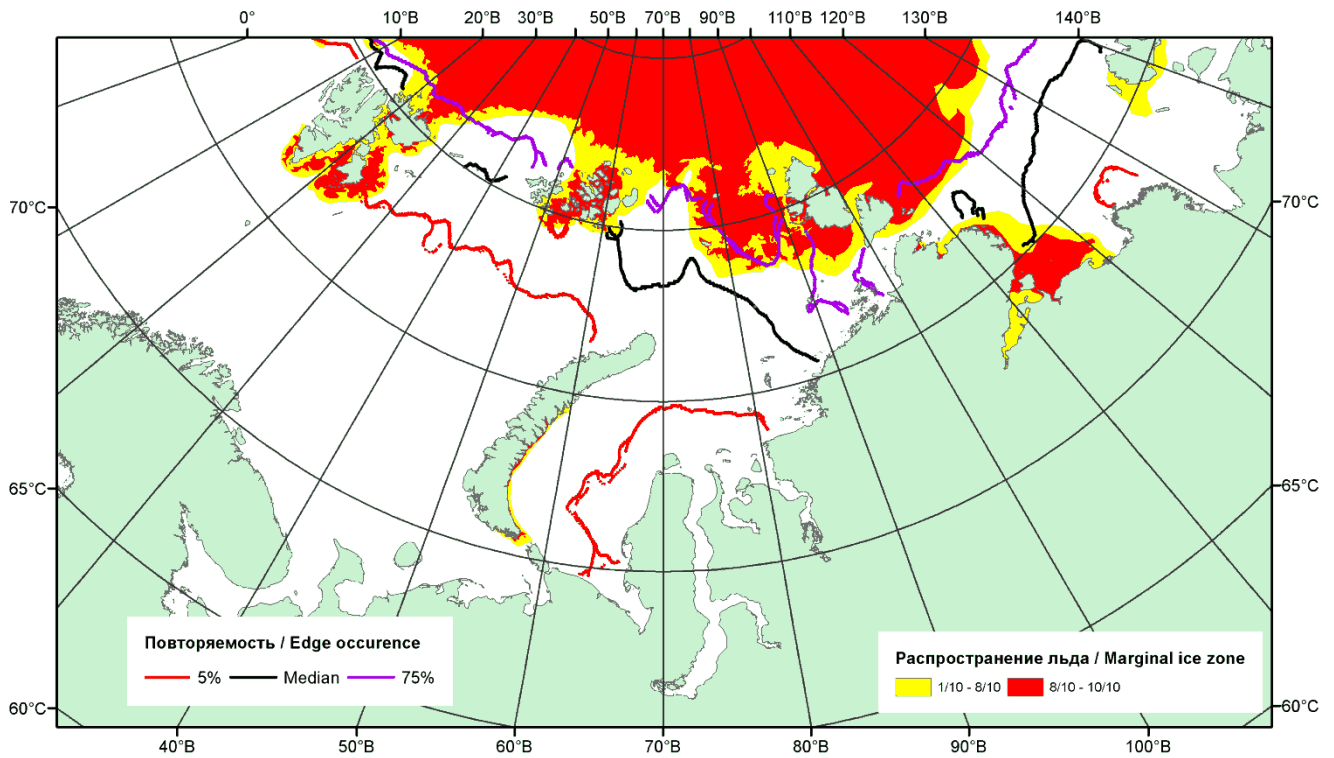 0° 10°В 20°В 30°В 50°В 70°В 90°В 110°В 120°В 130°В 140°В
70°С 70°С
65°С 65°С
Повторяемость / Edge occurence
5% Median 75%
Распространение льда / Marginal ice zone
1/10 - 8/10 8/10 - 10/10
60°С 60°С
40°В 50°В 60°В 70°В 80°В 90°В 100°В